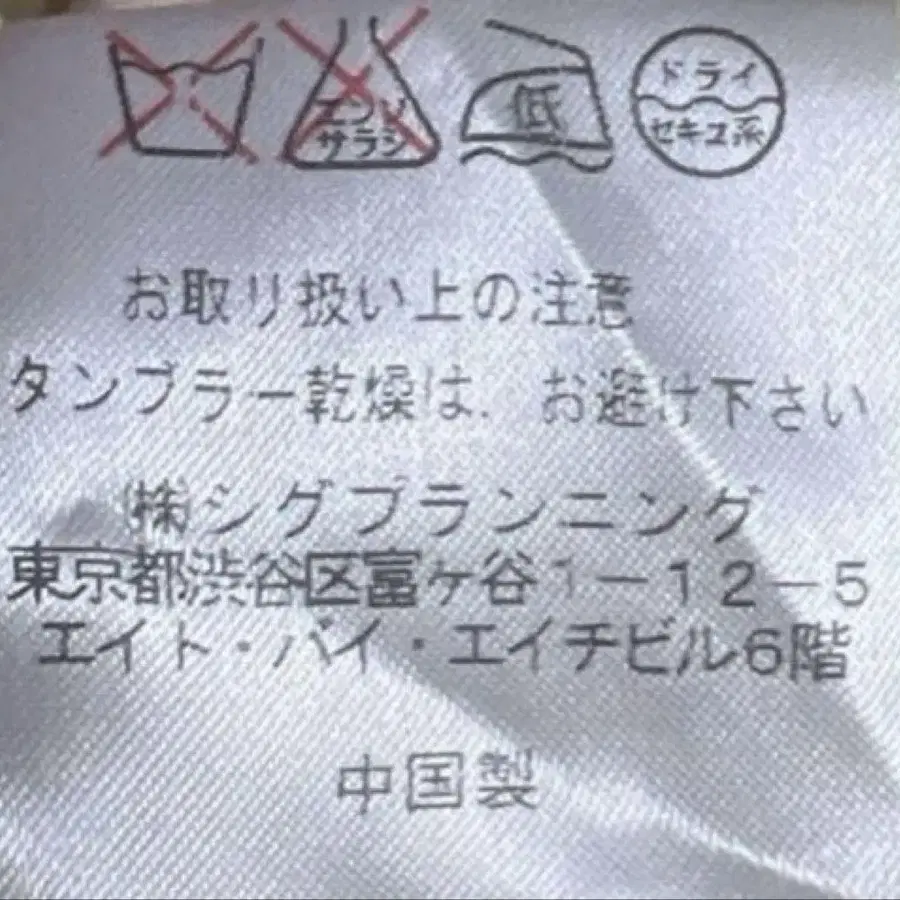 エンソサラシ
低
ドライ
セキユ系
お取り扱い上の注意
タンブラー乾燥は、お避け下さい
(株)シグプランニング
東京都渋谷区富ヶ谷1−12−5
エイト・バイ・エイチビル6階
中国製